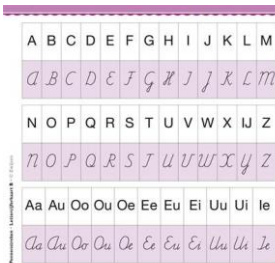 A B C D E F G H I J K L M
A B C D E F G H I J K L M
N O P Q R S T U V W X IJ Z
N O P Q R S T U V W X IJ Z
Aa Au Oo Ou Oe Ee Eu Ei Uu Ui Ie
Aa Au Oo Ou Oe Ee Eu Ei Uu Ui Ie